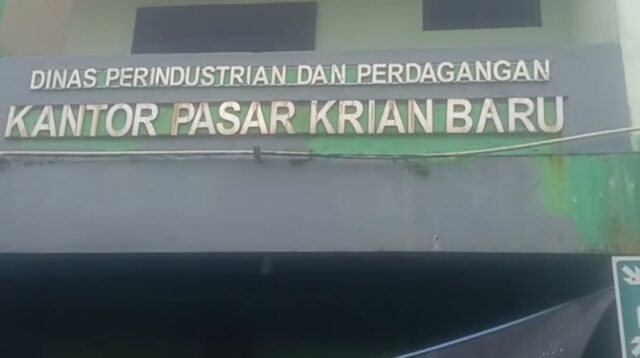 DINAS PERINDUSTRIAN DAN PERDAGANGAN
KANTOR PASAR KRIAN BARU